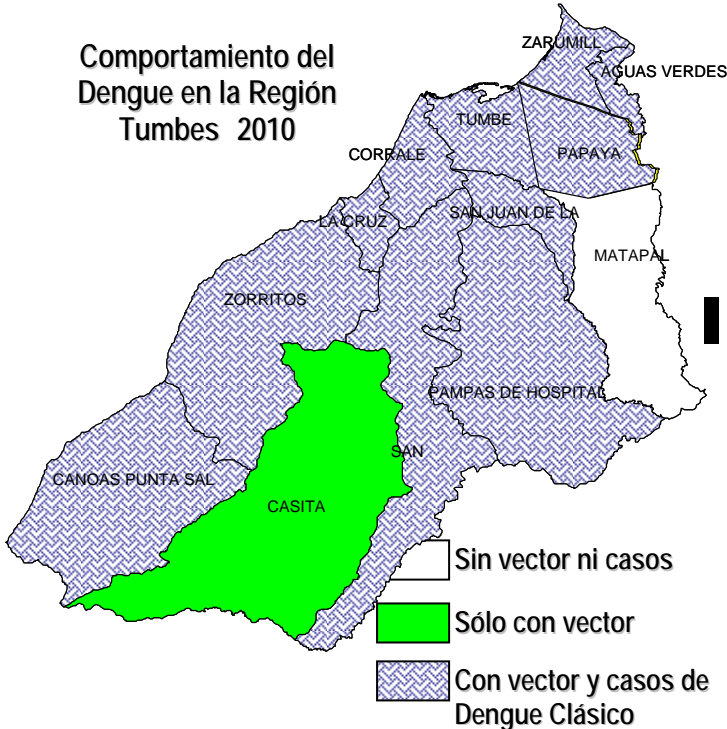 Comportamiento del
Dengue en la Región
Tumbes 2010
ZARUMILL
AGUAS VERDES
TUMBE
CORRALE
PAPAYA
LA CRUZ
SAN JUAN DE LA
MATAPAL
ZORRITOS
PAMPAS DE HOSPITAL
SAN
CANOAS PUNTA SAL
CASITA
Sin vector ni casos
Sólo con vector
Con vector y casos de
Dengue Clásico